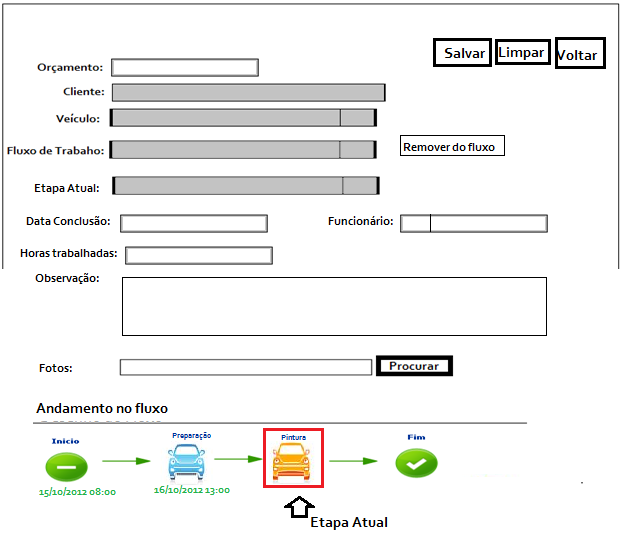 Salvar Limpar Voltar
Orçamento:
Cliente:
Veículo:
Fluxo de Trabaho: Remover do fluxo
Etapa Atual:
Data Conclusão: Funcionário:
Horas trabalhadas:
Observação:
Fotos: Procurar
Andamento no fluxo
Inicio Preparação Pintura Fim
15/10/2012 08:00 16/10/2012 13:00
Etapa Atual